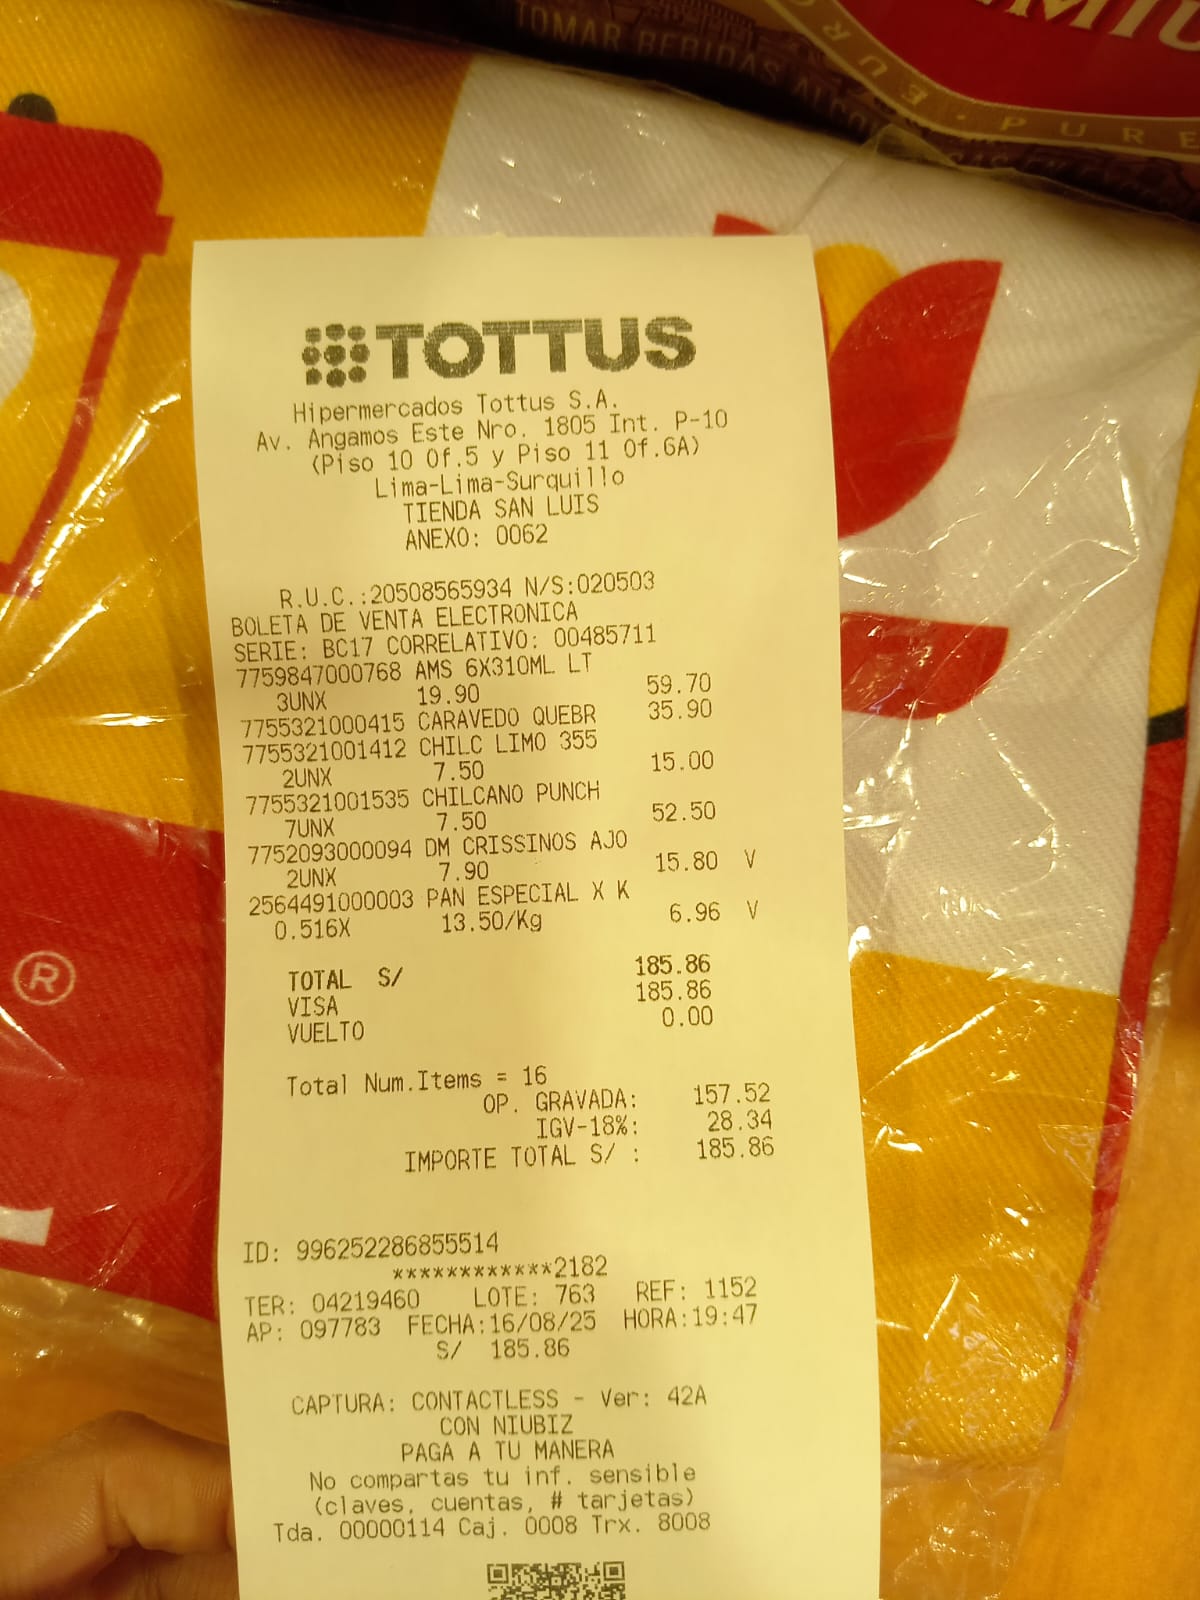 TOMAR BEBIDAS ALCO
PURE
TOTTUS
Hipermercados Tottus S.A.
Av. Angamos Este Nro. 1805 Int. P-10
(Piso 10 Of.5 y Piso 11 Of.6A)
Lima-Lima-Surquillo
TIENDA SAN LUIS
ANEXO: 0062
R.U.C.:20508565934 N/S:020503
BOLETA DE VENTA ELECTRONICA
SERIE: BC17 CORRELATIVO: 00485711
7759847000768 AMS 6X310ML LT
3UNX 19.90 59.70
7755321000415 CARAVEDO QUEBR 35.90
7755321001412 CHILC LIMO 355
2UNX 7.50 15.00
7755321001535 CHILCANO PUNCH
7UNX 7.50 52.50
7752093000094 DM CRISSINOS AJO
2UNX 7.90 15.80 V
2564491000003 PAN ESPECIAL X K
0.516X 13.50/Kg 6.96 V
TOTAL S/ 185.86
VISA 185.86
VUELTO 0.00
Total Num.Items = 16
OP. GRAVADA: 157.52
IGV-18%: 28.34
IMPORTE TOTAL S/ : 185.86
ID: 996252286855514
************2182
TER: 04219460 LOTE: 763 REF: 1152
AP: 097783 FECHA:16/08/25 HORA:19:47
S/ 185.86
CAPTURA: CONTACTLESS - Ver: 42A
CON NIUBIZ
PAGA A TU MANERA
No compartas tu inf. sensible
(claves, cuentas, # tarjetas)
Tda. 00000114 Caj. 0008 Trx. 8008
®